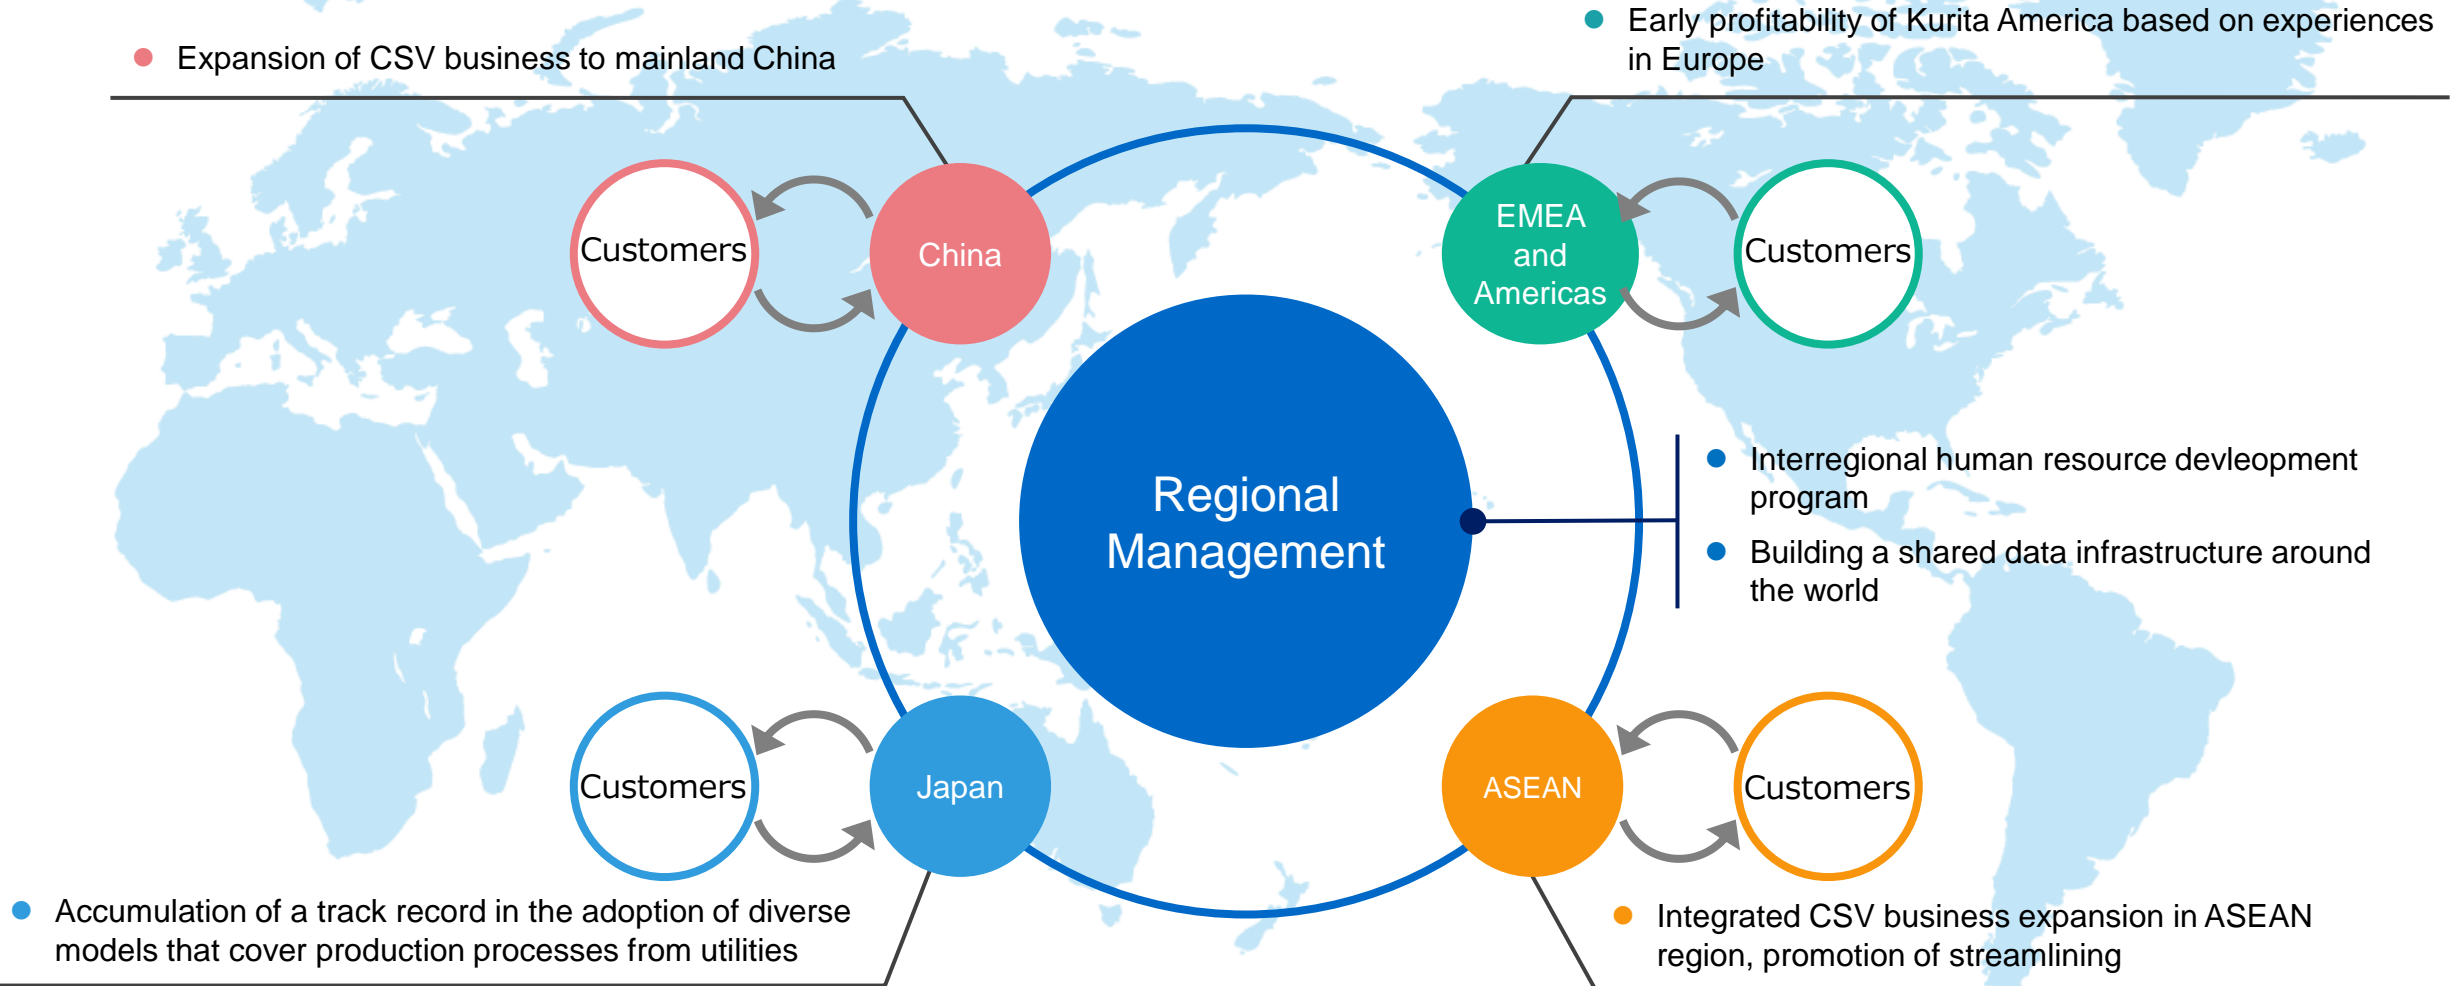 Expansion of CSV business to mainland China
Early profitability of Kurita America based on experiences
in Europe
Customers
China
EMEA
and
Americas
Customers
Regional
Management
Interregional human resource devleopment
program
Building a shared data infrastructure around
the world
Customers
Japan
ASEAN
Customers
Accumulation of a track record in the adoption of diverse
models that cover production processes from utilities
Integrated CSV business expansion in ASEAN
region, promotion of streamlining